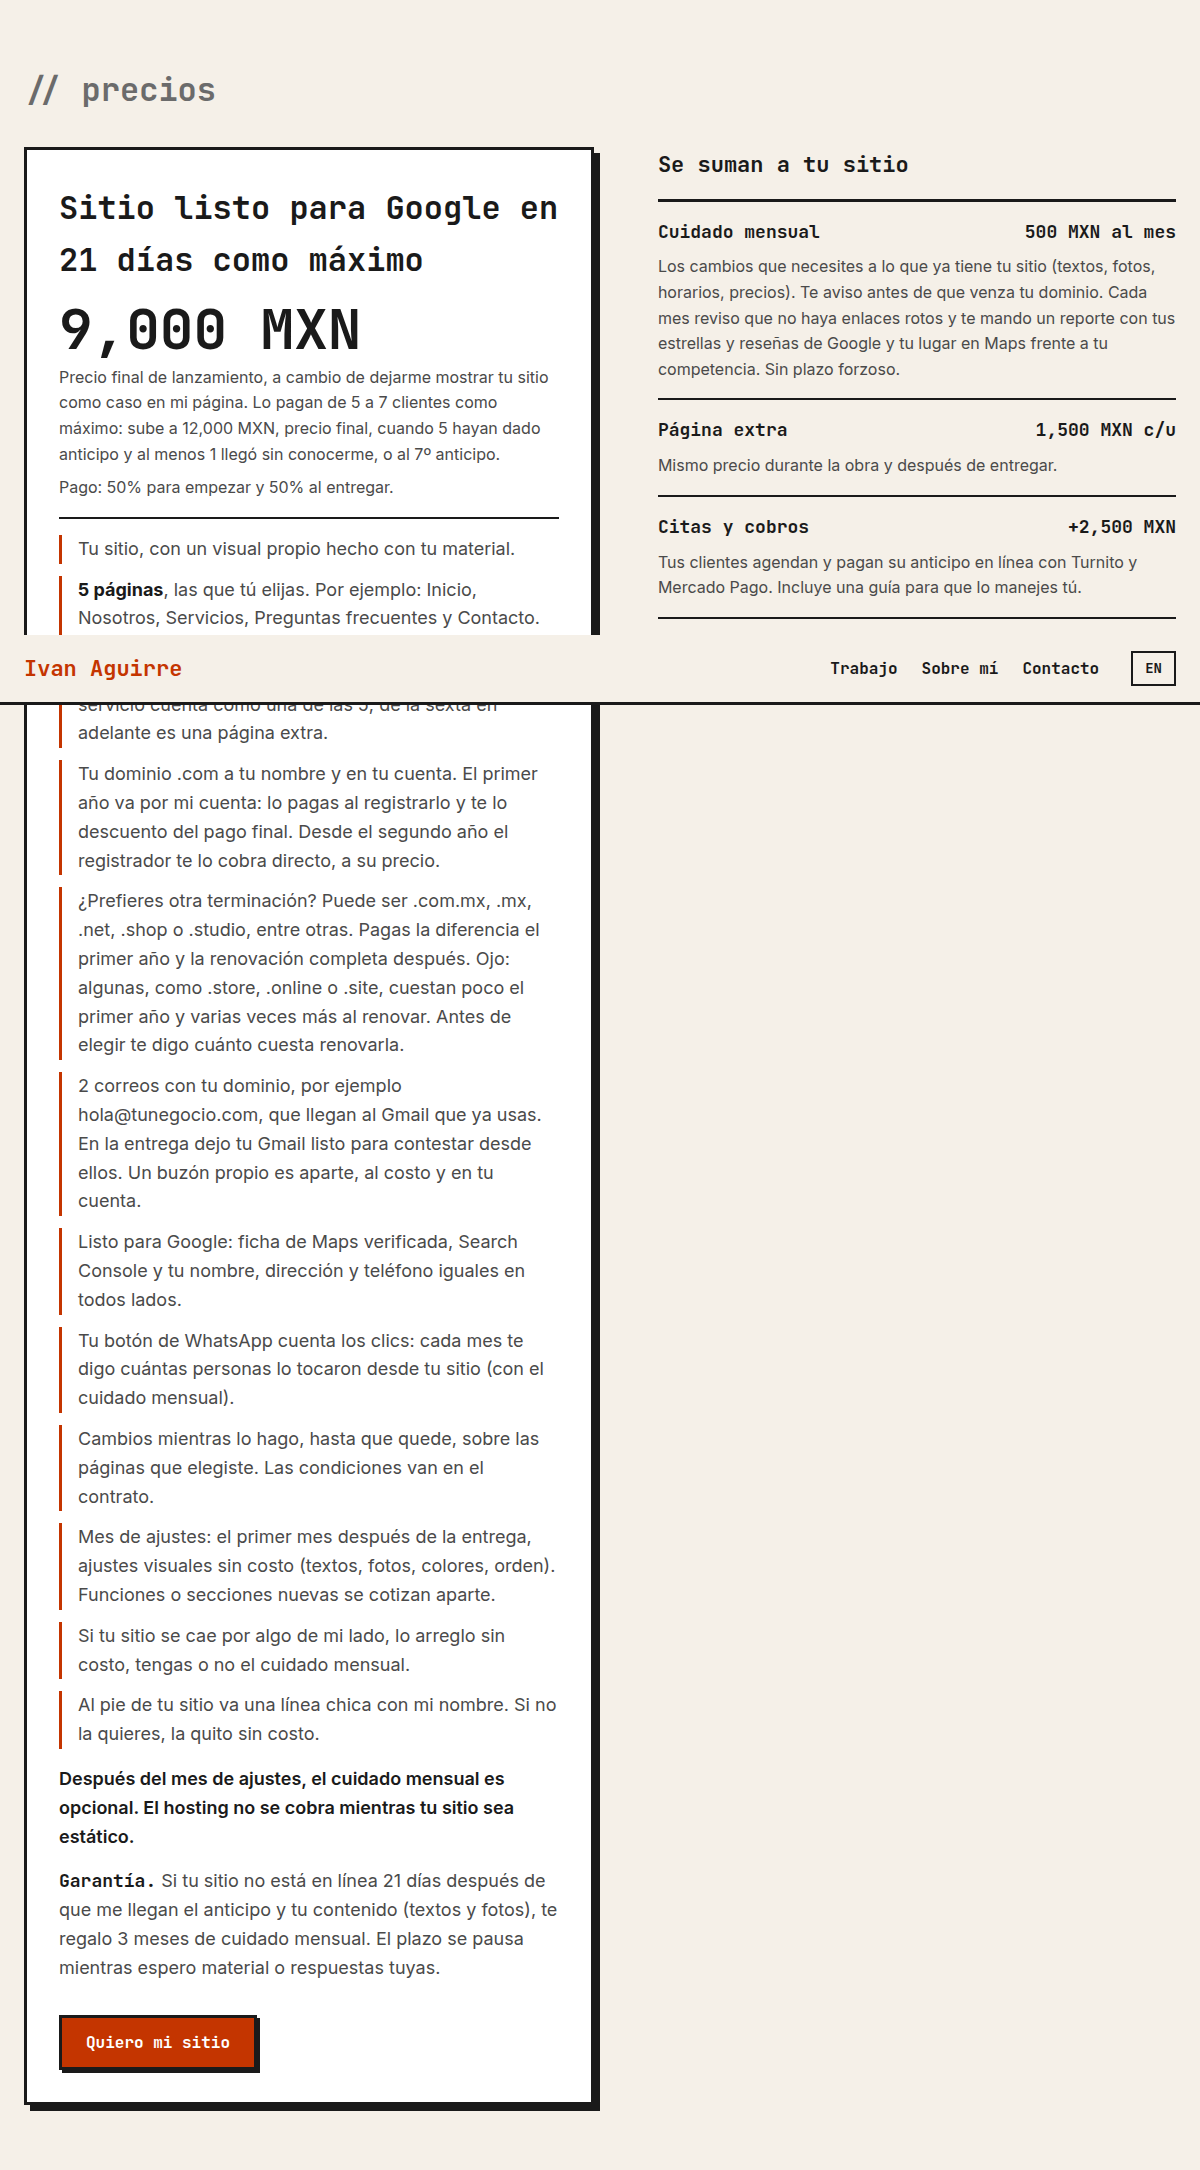 // precios
Sitio listo para Google en
21 días como máximo
9,000 MXN
Precio final de lanzamiento, a cambio de dejarme mostrar tu sitio
como caso en mi página. Lo pagan de 5 a 7 clientes como
máximo: sube a 12,000 MXN, precio final, cuando 5 hayan dado
anticipo y al menos 1 llegó sin conocerme, o al 7º anticipo.
Pago: 50% para empezar y 50% al entregar.
Tu sitio, con un visual propio hecho con tu material.
5 páginas, las que tú elijas. Por ejemplo: Inicio,
Nosotros, Servicios, Preguntas frecuentes y Contacto.
Se suman a tu sitio
Cuidado mensual 500 MXN al mes
Los cambios que necesites a lo que ya tiene tu sitio (textos, fotos,
horarios, precios). Te aviso antes de que venza tu dominio. Cada
mes reviso que no haya enlaces rotos y te mando un reporte con tus
estrellas y reseñas de Google y tu lugar en Maps frente a tu
competencia. Sin plazo forzoso.
Página extra 1,500 MXN c/u
Mismo precio durante la obra y después de entregar.
Citas y cobros +2,500 MXN
Tus clientes agendan y pagan su anticipo en línea con Turnito y
Mercado Pago. Incluye una guía para que lo manejes tú.
Ivan Aguirre Trabajo Sobre mí Contacto EN
servicio cuenta como una de las 5; de la sexta en
adelante es una página extra.
Tu dominio .com a tu nombre y en tu cuenta. El primer
año va por mi cuenta: lo pagas al registrarlo y te lo
descuento del pago final. Desde el segundo año el
registrador te lo cobra directo, a su precio.
¿Prefieres otra terminación? Puede ser .com.mx, .mx,
.net, .shop o .studio, entre otras. Pagas la diferencia el
primer año y la renovación completa después. Ojo:
algunas, como .store, .online o .site, cuestan poco el
primer año y varias veces más al renovar. Antes de
elegir te digo cuánto cuesta renovarla.
2 correos con tu dominio, por ejemplo
hola@tunegocio.com, que llegan al Gmail que ya usas.
En la entrega dejo tu Gmail listo para contestar desde
ellos. Un buzón propio es aparte, al costo y en tu
cuenta.
Listo para Google: ficha de Maps verificada, Search
Console y tu nombre, dirección y teléfono iguales en
todos lados.
Tu botón de WhatsApp cuenta los clics: cada mes te
digo cuántas personas lo tocaron desde tu sitio (con el
cuidado mensual).
Cambios mientras lo hago, hasta que quede, sobre las
páginas que elegiste. Las condiciones van en el
contrato.
Mes de ajustes: el primer mes después de la entrega,
ajustes visuales sin costo (textos, fotos, colores, orden).
Funciones o secciones nuevas se cotizan aparte.
Si tu sitio se cae por algo de mi lado, lo arreglo sin
costo, tengas o no el cuidado mensual.
Al pie de tu sitio va una línea chica con mi nombre. Si no
la quieres, la quito sin costo.
Después del mes de ajustes, el cuidado mensual es
opcional. El hosting no se cobra mientras tu sitio sea
estático.
Garantía. Si tu sitio no está en línea 21 días después de
que me llegan el anticipo y tu contenido (textos y fotos), te
regalo 3 meses de cuidado mensual. El plazo se pausa
mientras espero material o respuestas tuyas.
Quiero mi sitio